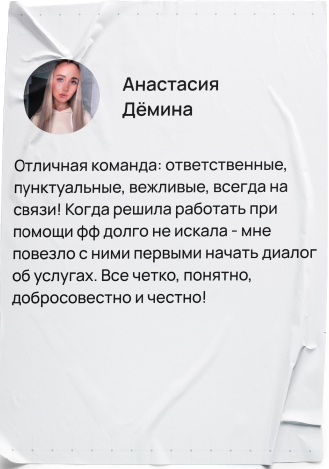 Анастасия
Дёмина
Отличная команда: ответственные,
пунктуальные, вежливые, всегда на
связи! Когда решила работать при
помощи фф долго не искала - мне
повезло с ними первыми начать диалог
об услугах. Все четко, понятно,
добросовестно и честно!